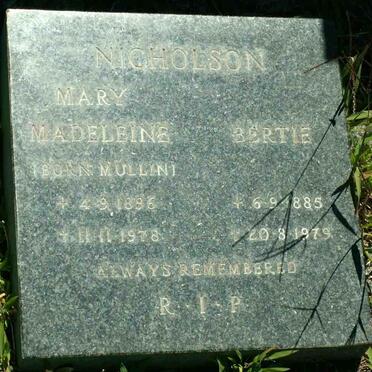 NICHOLSON
MARY
MADELEINE BERTIE
(BORN MULLIN)
+ 4.9.1896 + 6.9.1885
+ 11.11.1978 + 20.8.1979
ALWAYS REMEMBERED
R·I·P